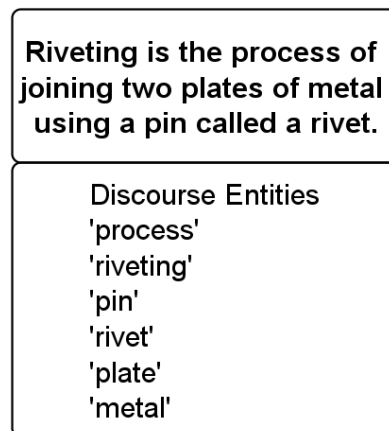 Riveting is the process of
joining two plates of metal
using a pin called a rivet.
Discourse Entities
'process'
'riveting'
'pin'
'rivet'
'plate'
'metal'